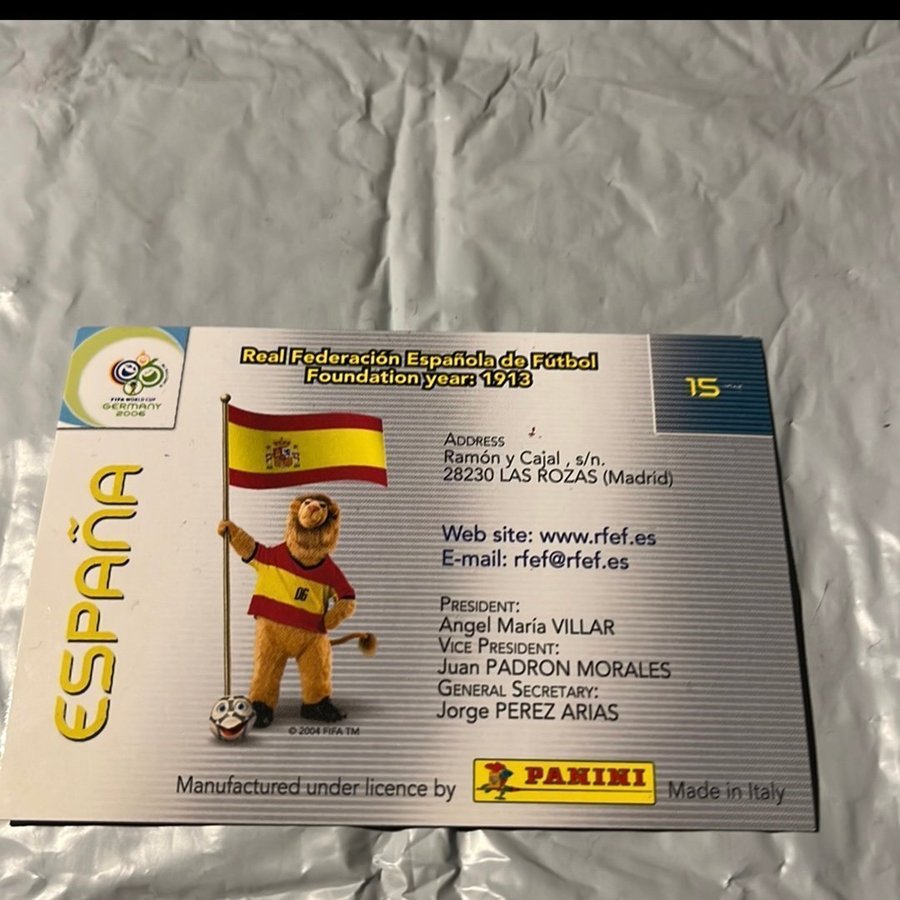 Real Federación Española de Fútbol
Foundation year: 1913
15
FIFA WORLD CUP
GERMANY
2006
ESPAÑA
ADDRESS
Ramón y Cajal , s/n.
28230 LAS ROZAS (Madrid)
Web site: www.rfef.es
E-mail: rfef@rfef.es
06
PRESIDENT:
Angel María VILLAR
VICE PRESIDENT:
Juan PADRON MORALES
GENERAL SECRETARY:
Jorge PEREZ ARIAS
© 2004 FIFA TM
Manufactured under licence by PANINI Made in Italy